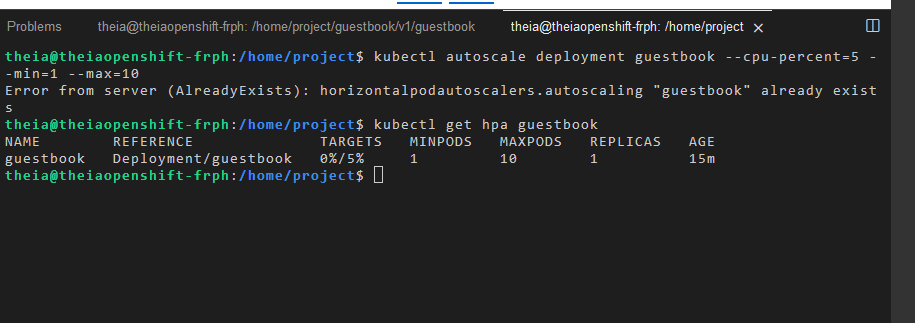 Problems theia@theiaopenshift-frph: /home/project/guestbook/v1/guestbook theia@theiaopenshift-frph: /home/project ×
theia@theiaopenshift-frph:/home/project$ kubectl autoscale deployment guestbook --cpu-percent=5 -
-min=1 --max=10
Error from server (AlreadyExists): horizontalpodautoscalers.autoscaling "guestbook" already exist
s
theia@theiaopenshift-frph:/home/project$ kubectl get hpa guestbook
NAME REFERENCE TARGETS MINPODS MAXPODS REPLICAS AGE
guestbook Deployment/guestbook 0%/5% 1 10 1 15m
theia@theiaopenshift-frph:/home/project$